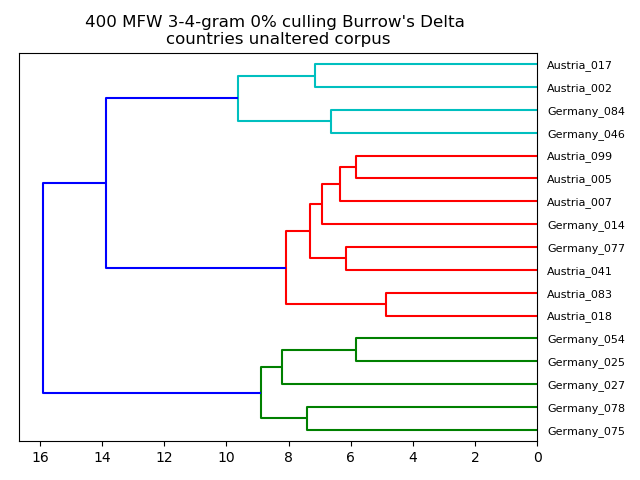 400 MFW 3-4-gram 0% culling Burrow's Delta
countries unaltered corpus
Austria_017
Austria_002
Germany_084
Germany_046
Austria_099
Austria_005
Austria_007
Germany_014
Germany_077
Austria_041
Austria_083
Austria_018
Germany_054
Germany_025
Germany_027
Germany_078
Germany_075
16 14 12 10 8 6 4 2 0